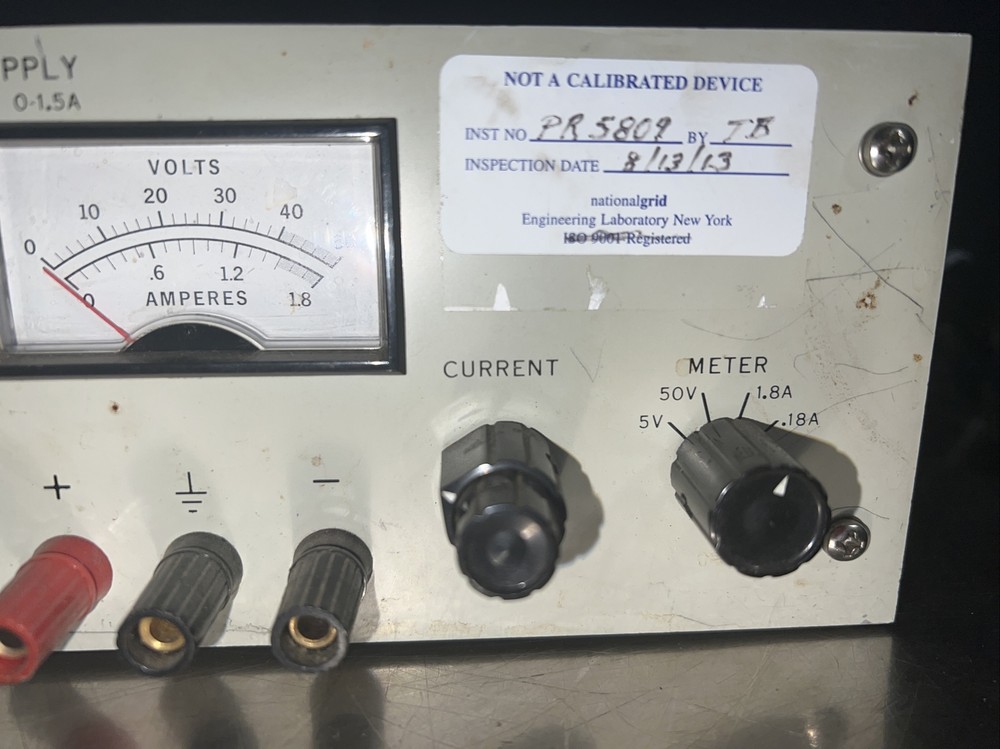 PPLY
0-1.5A
NOT A CALIBRATED DEVICE
INST NO PR 5809 BY JB
INSPECTION DATE 8/13/13
nationalgrid
Engineering Laboratory New York
ISO 9001 Registered
VOLTS
0 10 20 30 40
0 .6 1.2 1.8
AMPERES
CURRENT
METER
50V 1.8A
5V .18A
+ -